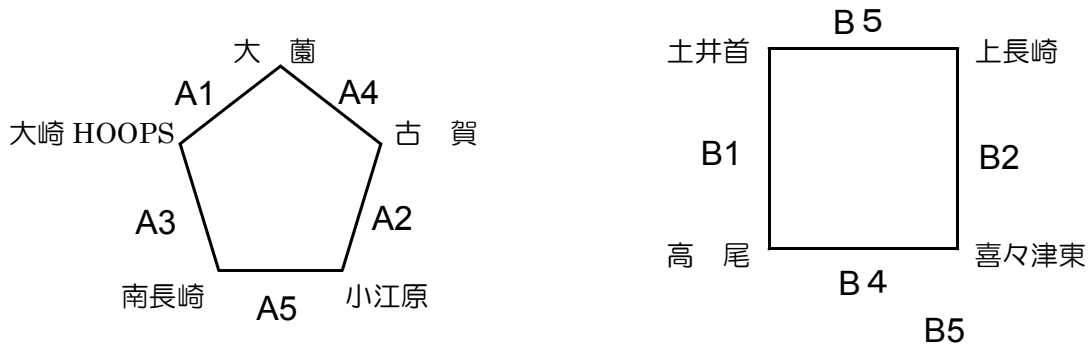 大　薗
A1
A4
大崎 HOOPS
古　賀
A3
A2
南長崎
小江原
A5
B５
土井首
上長崎
B1
B2
高　尾
喜々津東
B４
B5